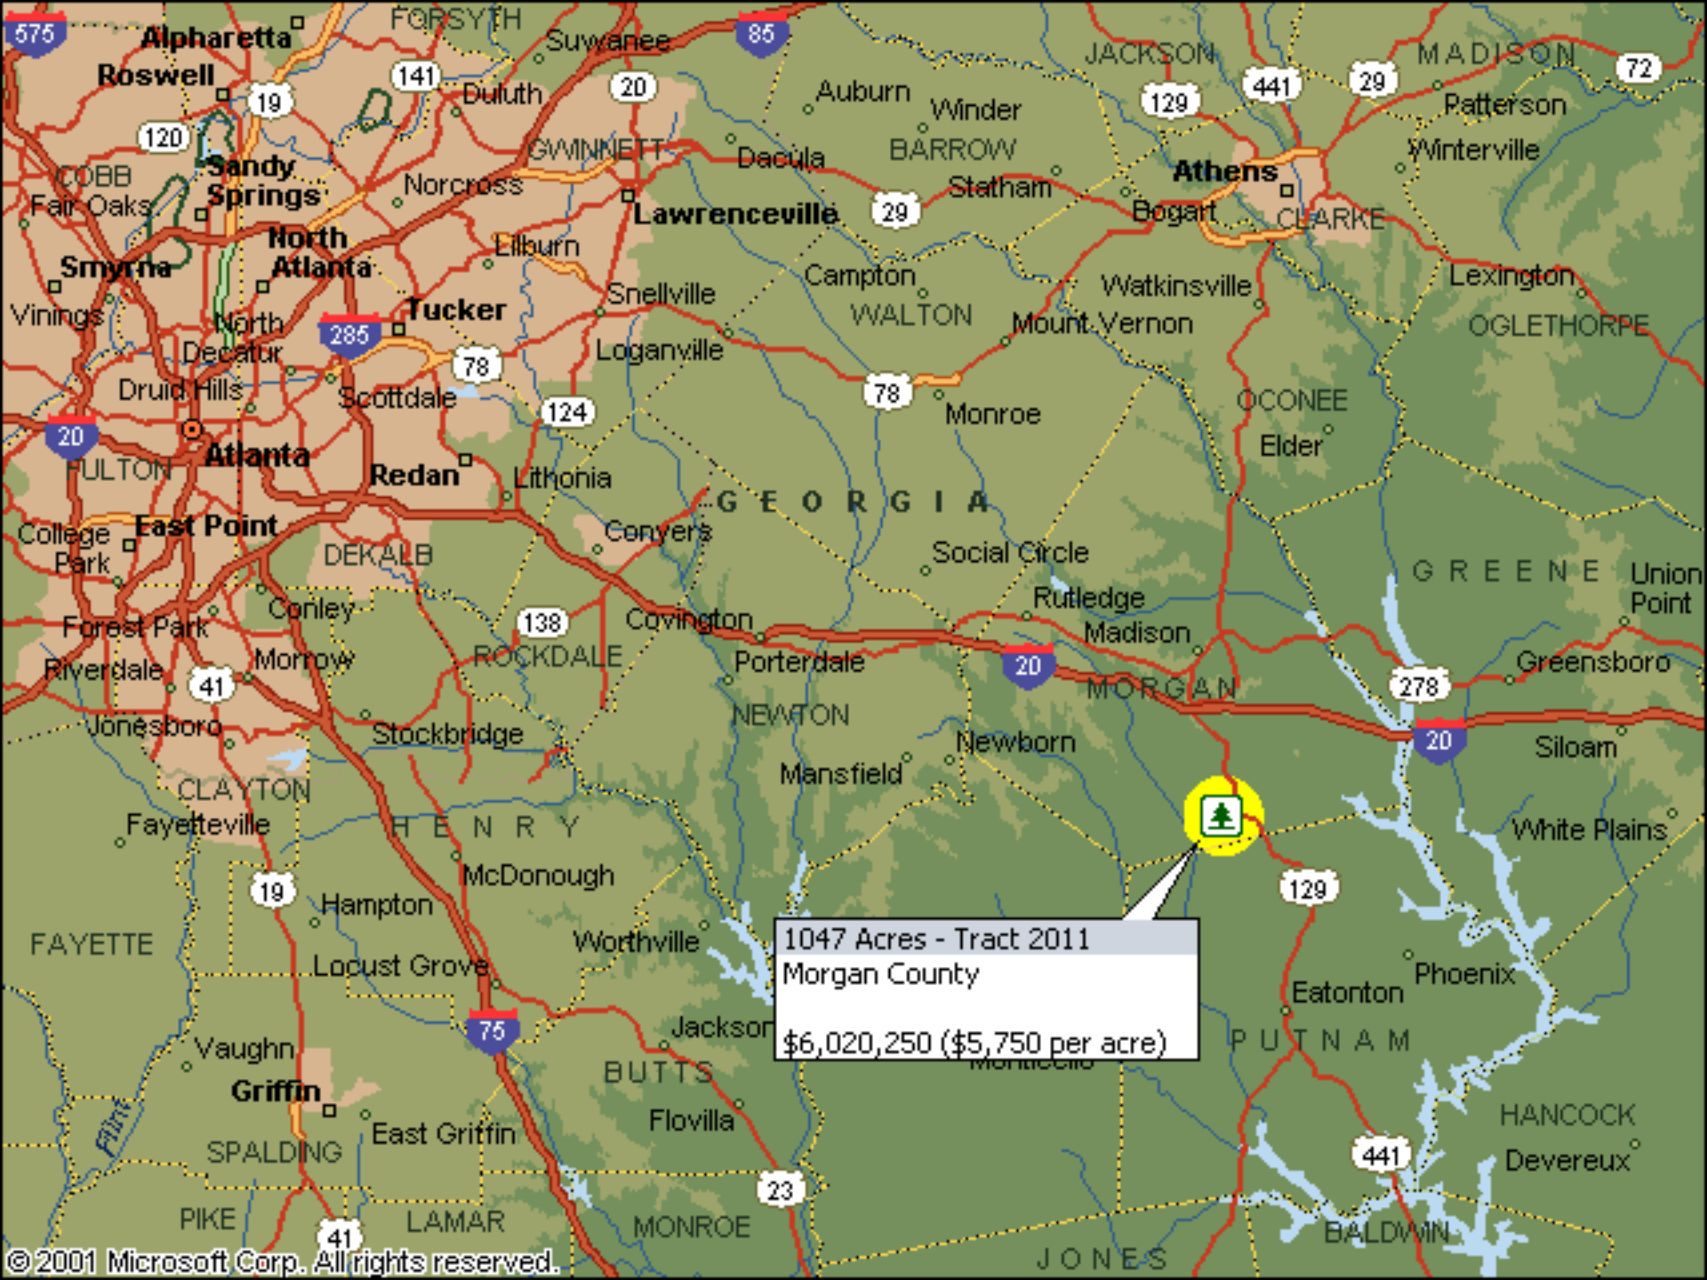 575
Alpharetta
FORSYTH
Suwanee
85
JACKSON
MADISON
72
Roswell
19
141
Duluth
20
Auburn
Winder
129
441
29
Patterson
120
COBB
Sandy
Springs
GWINNETT
Dacula
BARROW
Statham
Athens
Winterville
Fair Oaks
Norcross
Lawrenceville
29
Bogart
CLARKE
North
Atlanta
Smyrna
Lilburn
Campton
Watkinsville
Lexington
Vinings
North
Decatur
285
Tucker
Snellville
WALTON
Mount Vernon
OGLETHORPE
Druid Hills
Scottdale
78
Loganville
78
Monroe
OCONEE
Elder
20
FULTON
Atlanta
Redan
124
Lithonia
GEORGIA
College
Park
East Point
DEKALB
Conyers
Social Circle
GREENE
Union
Point
Conley
Forest Park
138
Covington
Rutledge
Madison
Riverdale
41
Morrow
ROCKDALE
Porterdale
20
MORGAN
278
Greensboro
Jonesboro
Stockbridge
NEWTON
Newborn
Mansfield
20
Siloam
CLAYTON
Fayetteville
HENRY
White Plains
19
McDonough
Hampton
129
FAYETTE
Locust Grove
Worthville
1047 Acres - Tract 2011
Morgan County
$6,020,250 ($5,750 per acre)
Phoenix
Eatonton
Vaughn
75
Jackson
Monticello
PUTNAM
Griffin
BUTTS
Flint
East Griffin
Flovilla
HANCOCK
SPALDING
441
Devereux
23
PIKE
41
LAMAR
MONROE
JONES
BALDWIN
© 2001 Microsoft Corp. All rights reserved.